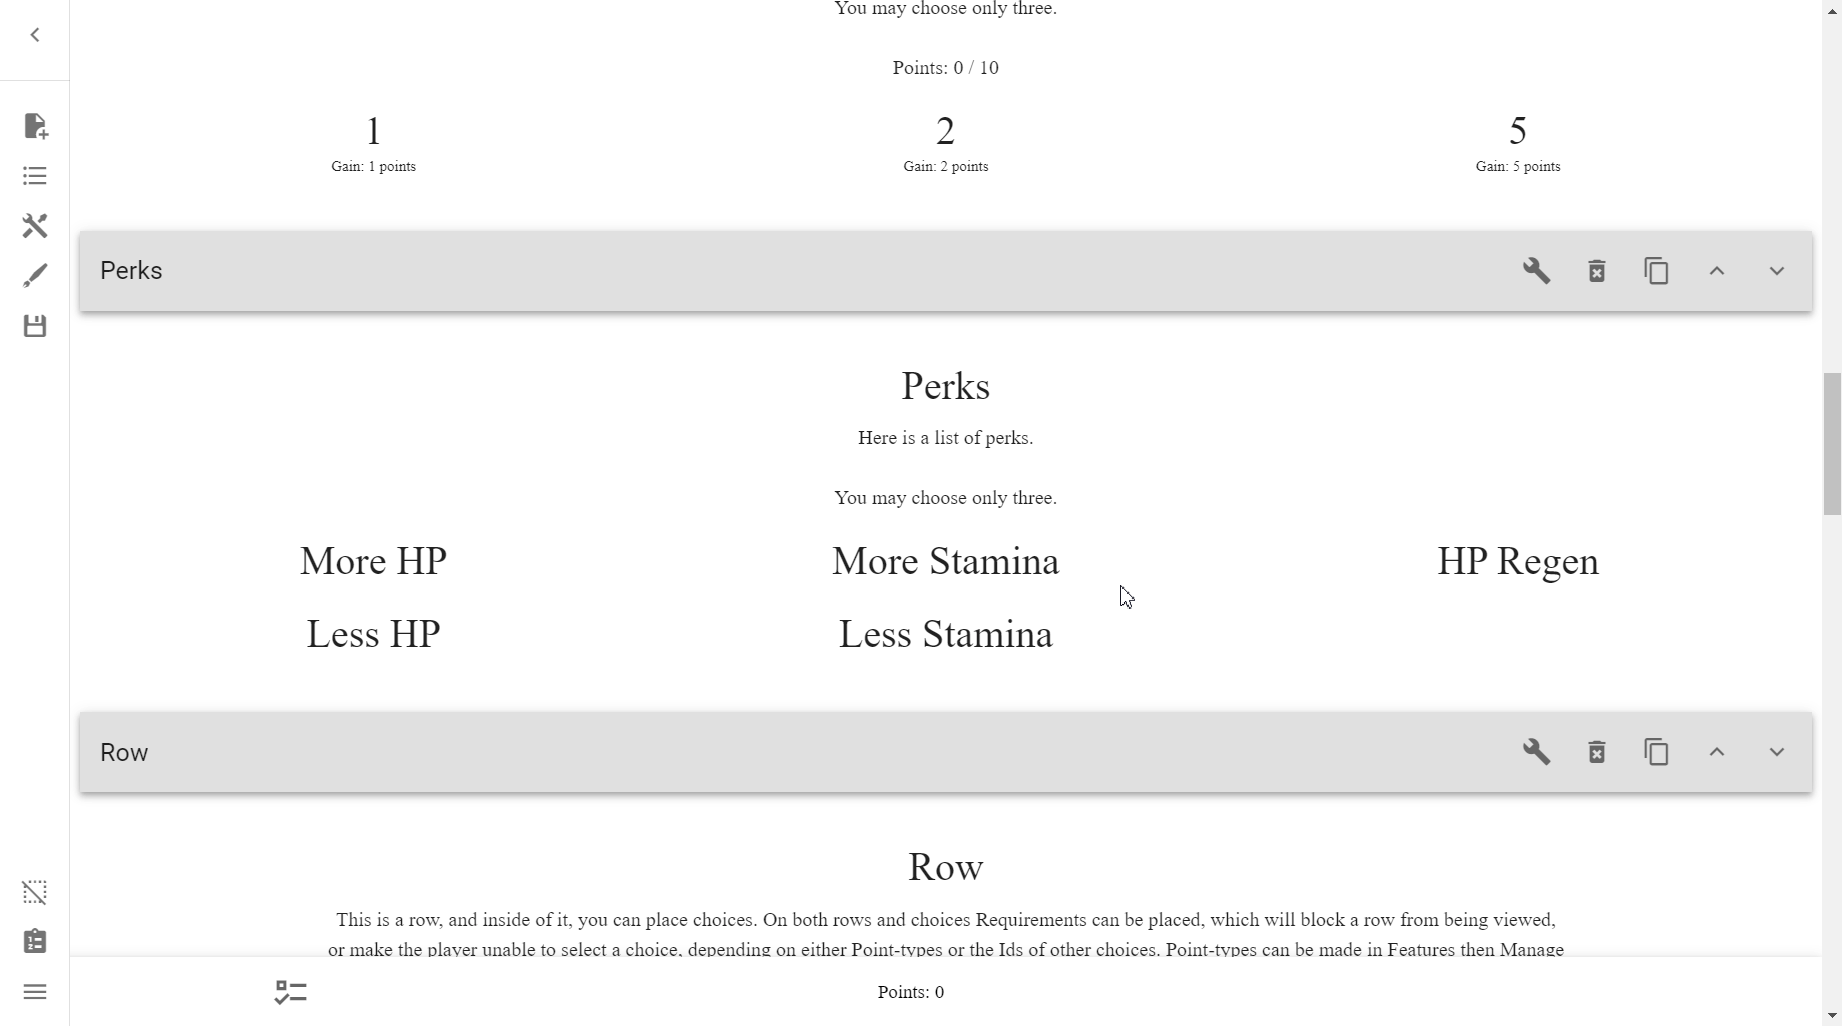 You may choose only three.
Points: 0 / 10
1 2 5
Gain: 1 points Gain: 2 points Gain: 5 points
Perks
Perks
Here is a list of perks.
You may choose only three.
More HP More Stamina HP Regen
Less HP Less Stamina
Row
Row
This is a row, and inside of it, you can place choices. On both rows and choices Requirements can be placed, which will block a row from being viewed,
or make the player unable to select a choice, depending on either Point-types or the Ids of other choices. Point-types can be made in Features then Manage
Points: 0